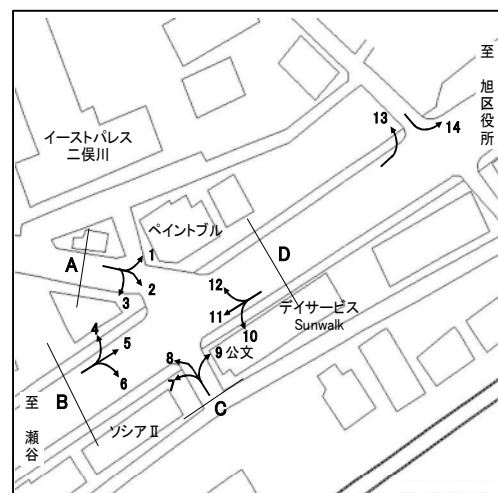 至
旭
区
役
所
13
14
イーストパレス
二俣川
ペイントブル
A
1
2
3
D
12
11
10
デイサービス
Sunwalk
4
5
6
8
9
公文
7
B
C
至
瀬
谷
ソシアⅡ